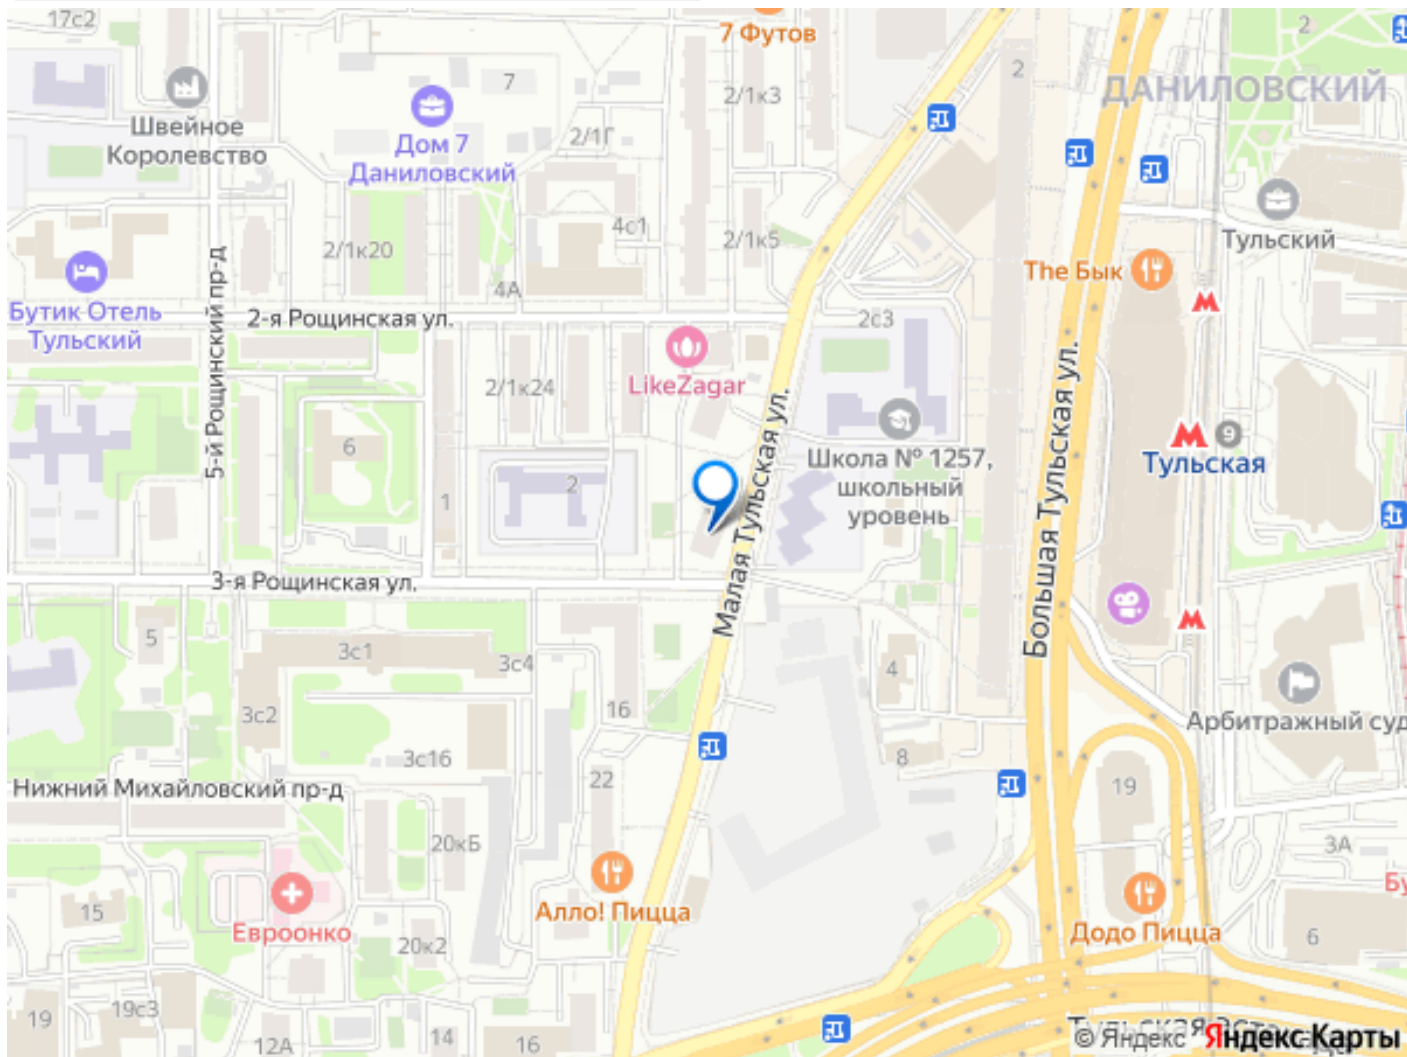 17с2
7 Футов
2
2
ДАНИЛОВСКИЙ
7
2/1к3
Швейное
Королевство
Дом 7
Даниловский
2/1Г
Тульский
4с1
2/1к5
2/1к20
The Бык
4А
Бутик Отель
Тульский
5-й Рощинский пр-д
2-я Рощинская ул.
2с3
LikeZagar
2/1к24
Малая Тульская ул.
Большая Тульская ул.
6
9
Тульская
Школа № 1257,
школьный
уровень
2
1
3-я Рощинская ул.
5
3с1
3с4
4
3с2
16
Арбитражный суд
3с16
8
22
19
Нижний Михайловский пр-д
20кБ
3А
Бу
15
Евроонко
Алло! Пицца
Додо Пицца
20к2
6
19с3
19
14
12А
16
© Яндекс Яндекс Карты